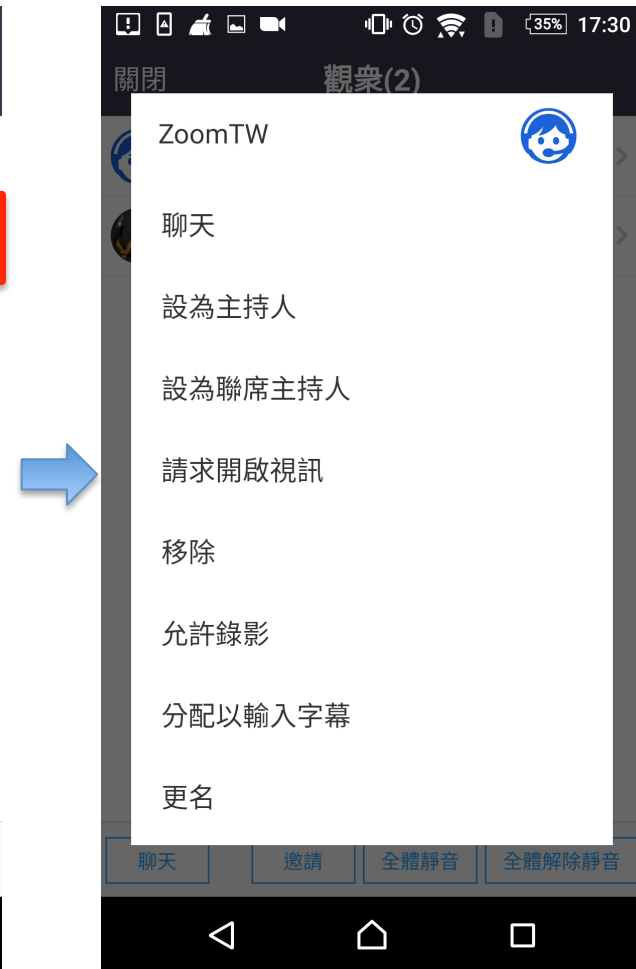 35% 17:30
關閉 觀衆(2)
ZoomTW
聊天
設為主持人
設為聯席主持人
請求開啟視訊
移除
允許錄影
分配以輸入字幕
更名
聊天 邀請 全體靜音 全體解除靜音